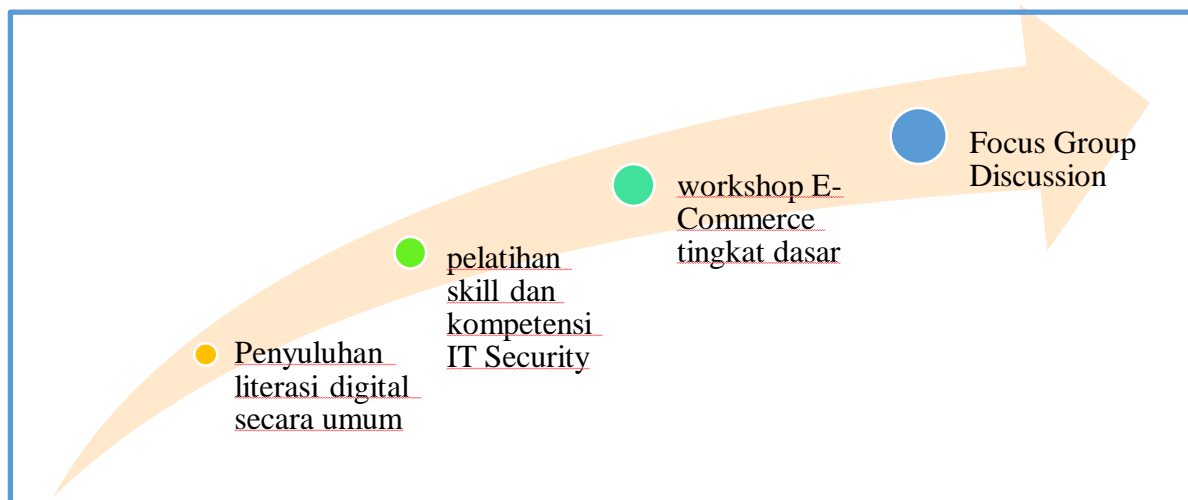 Penyuluhan
literasi digital
secara umum
pelatihan
skill dan
kompetensi
IT Security
workshop E-
Commerce
tingkat dasar
Focus Group
Discussion